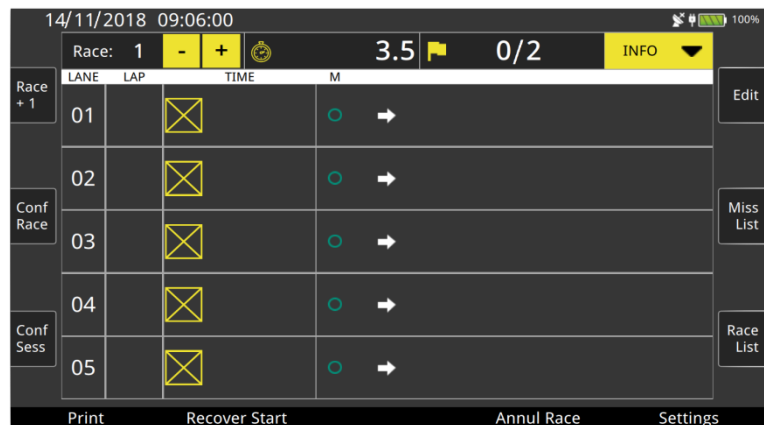 14/11/2018 09:06:00 100%
Race: 1 - + 3.5 0/2 INFO
LANE LAP TIME M
Race
+ 1
Edit
01
02
Conf
Race
Miss
List
03
04
Conf
Sess
Race
List
05
Print Recover Start Annul Race Settings